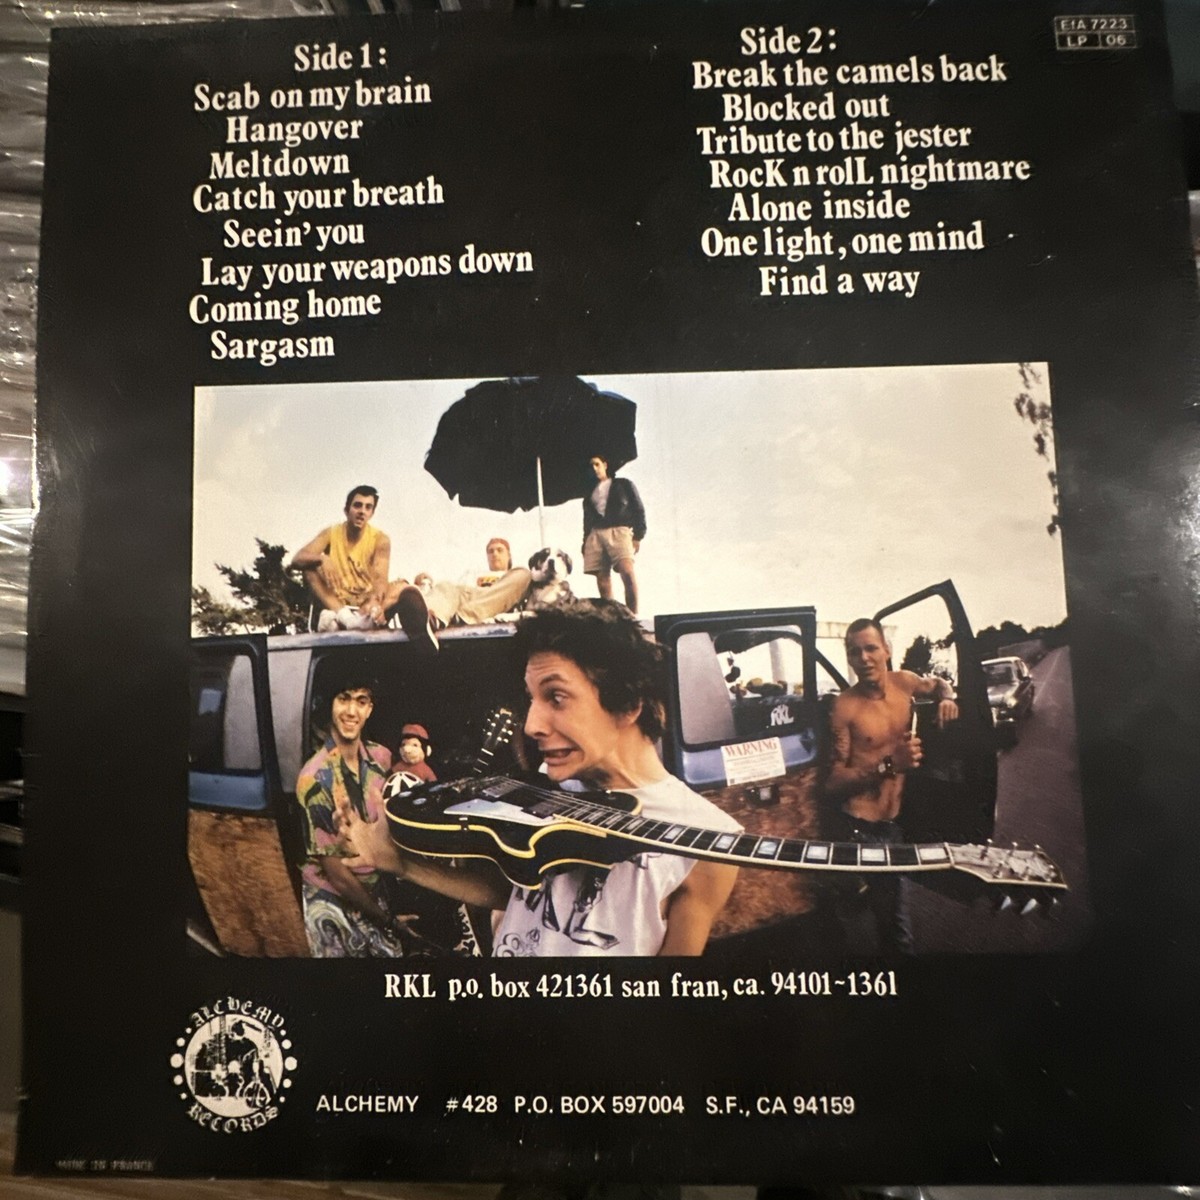 Side 1:
Scab on my brain
Hangover
Meltdown
Catch your breath
Seein' you
Lay your weapons down
Coming home
Sargasm
Side 2:
Break the camels back
Blocked out
Tribute to the jester
RocK n rolL nightmare
Alone inside
One light, one mind
Find a way
EfA 7223
LP 06
RKL
WARNING
RKL p.o. box 421361 san fran, ca. 94101~1361
ALCHEMY
RECORDS
ALCHEMY #428 P.O. BOX 597004 S.F., CA 94159
MADE IN FRANCE